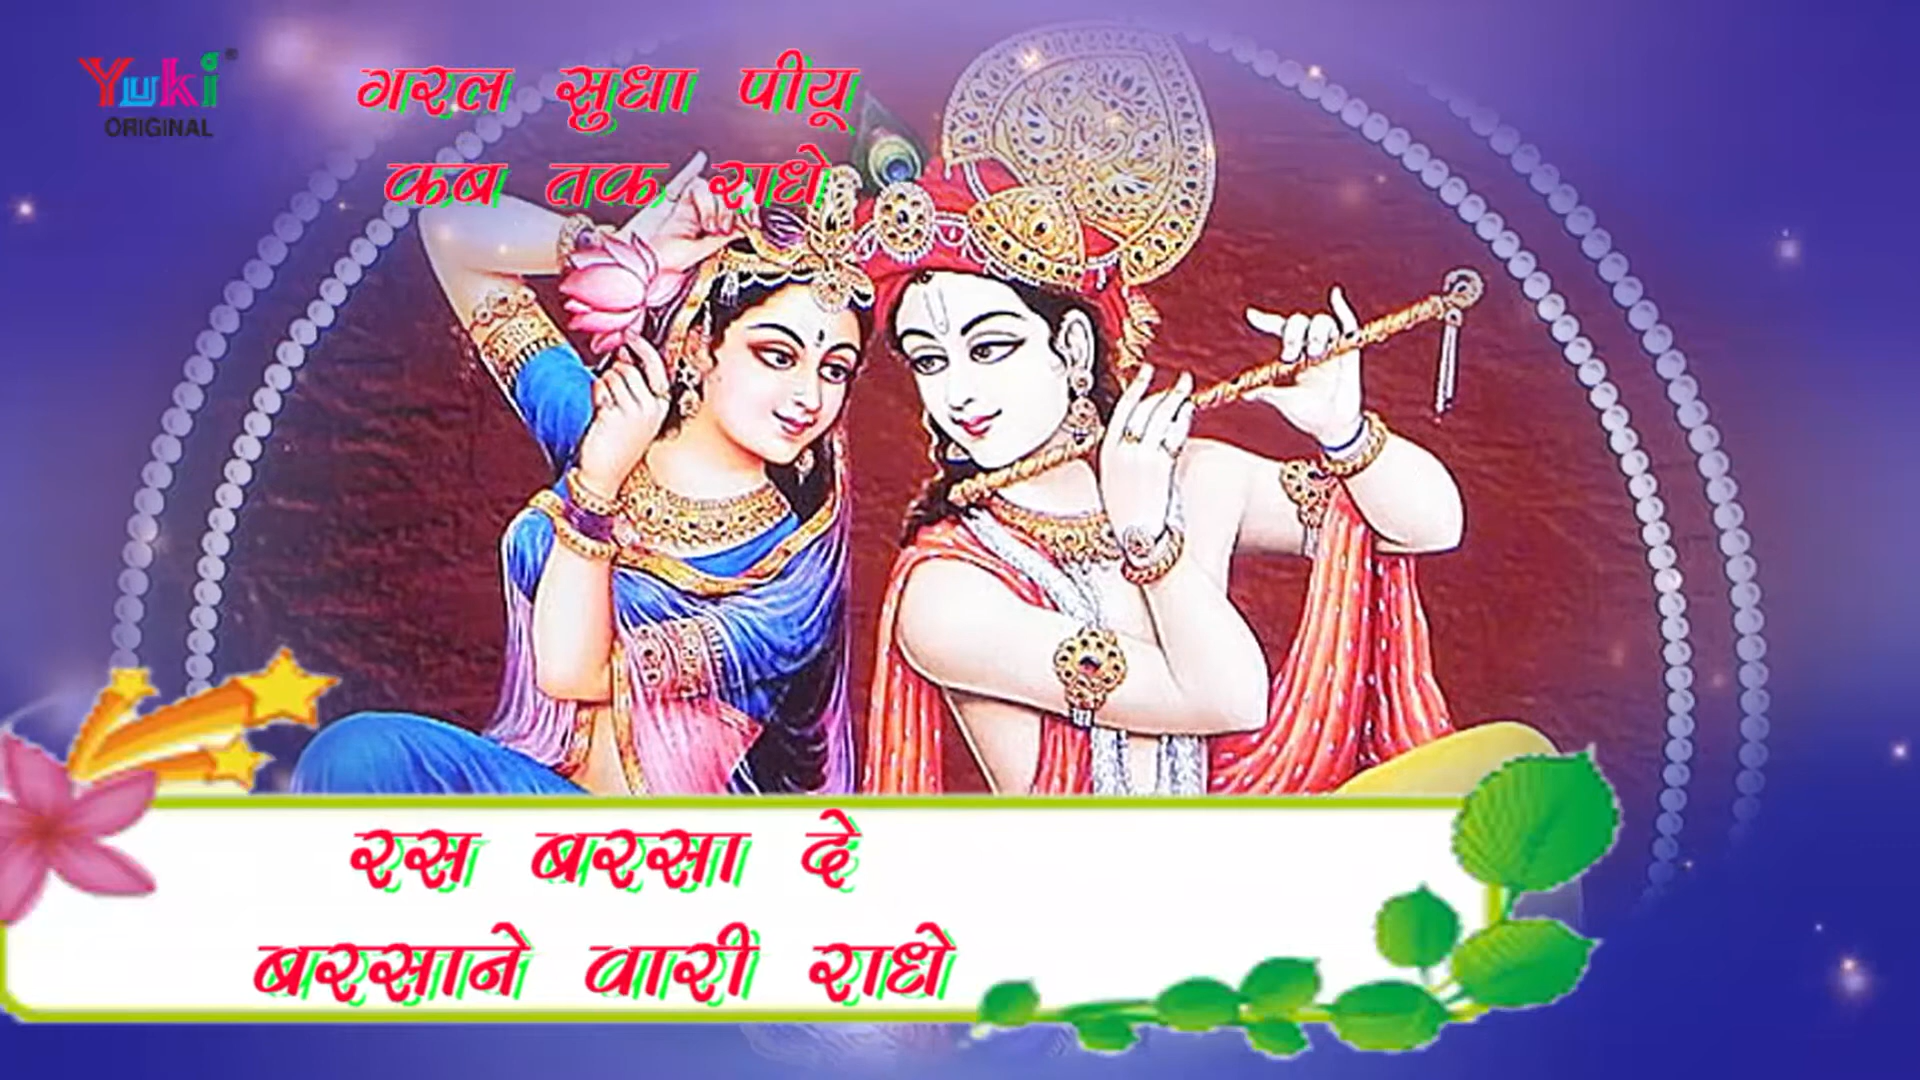 Yuki®
ORIGINAL
गरल सुधा पीयू
कब तक राधे
रस बरसा दे
बरसाने वारी राधे